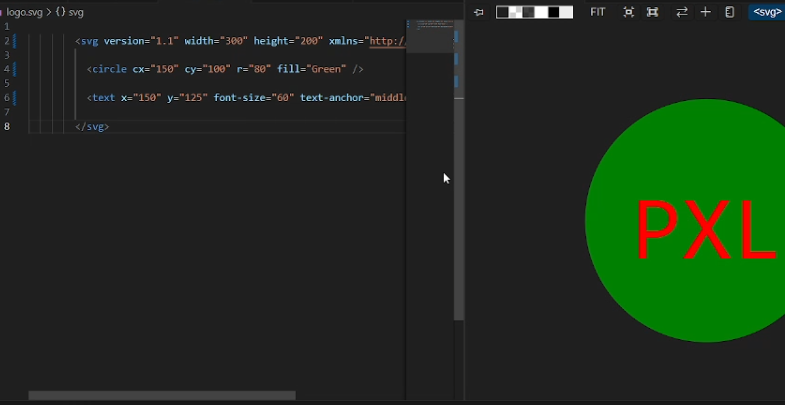 logo.svg > {} svg
FIT
<svg>
1
2 <svg version="1.1" width="300" height="200" xmlns="http:/
3
4 <circle cx="150" cy="100" r="80" fill="Green" />
5
6 <text x="150" y="125" font-size="60" text-anchor="middl
7
8 </svg>
PXL